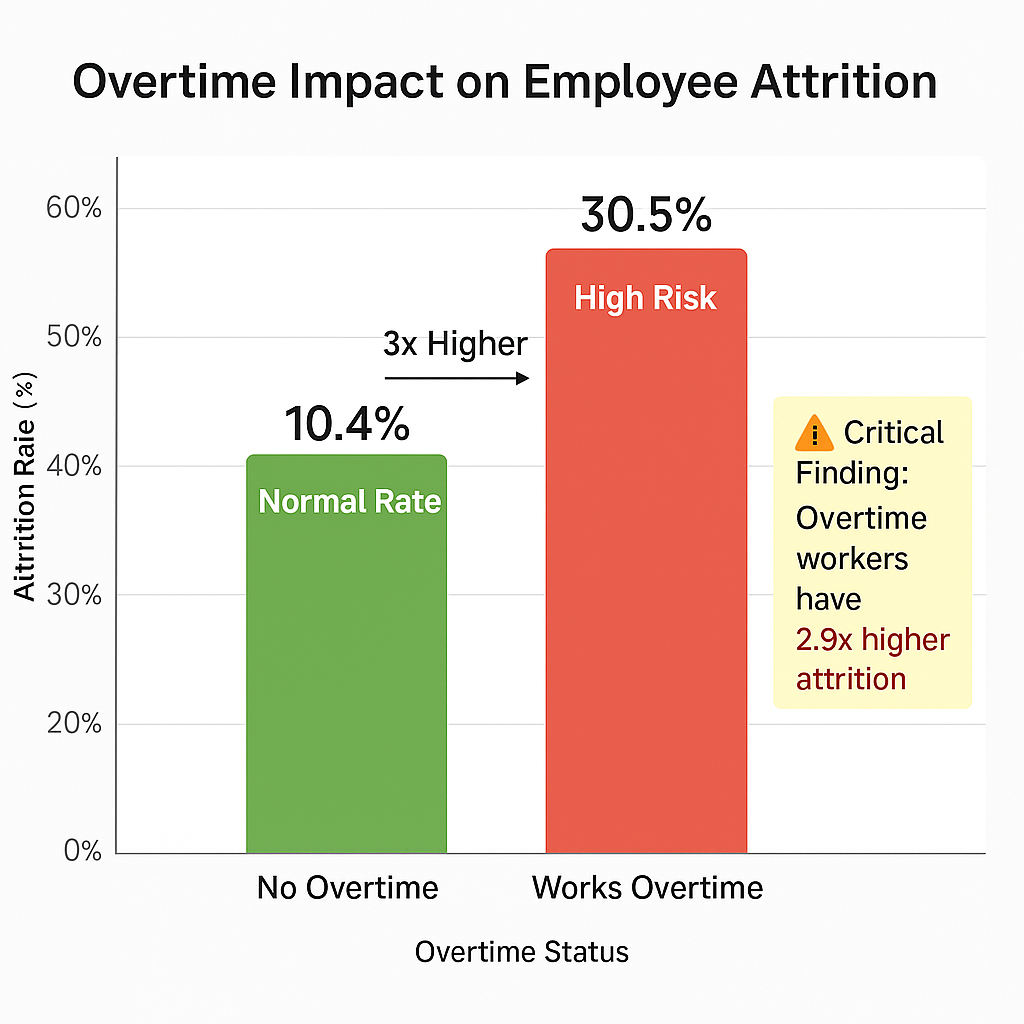 Overtime Impact on Employee Attrition
60%
50%
40%
30%
20%
0%
Aitrrition Raie (%)
10.4%
Normal Rate
3x Higher
30.5%
High Risk
⚠ Critical
Finding:
Overtime
workers
have
2.9x higher
attrition
No Overtime
Works Overtime
Overtime Status